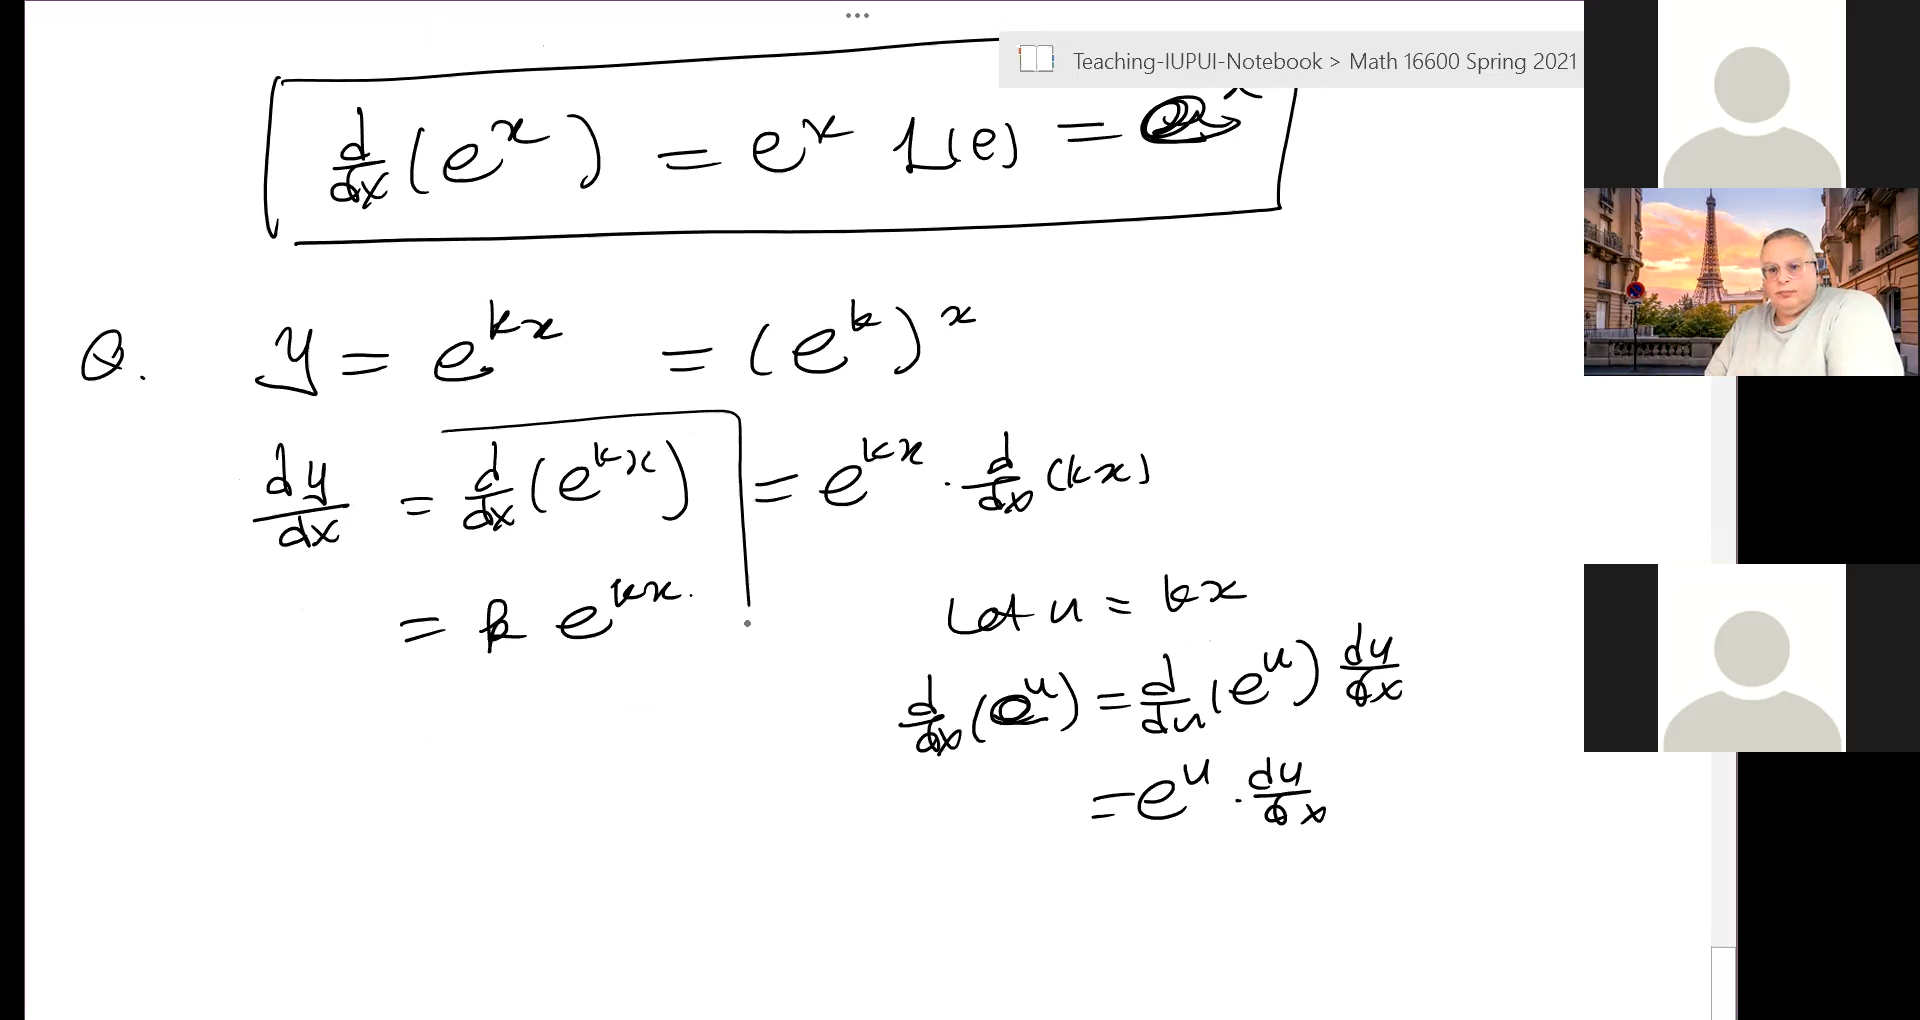 Teaching-IUPUI-Notebook > Math 16600 Spring 2021
d/dx (e^x) = e^x ln(e) = e^x
Q. y = e^{kx} = (e^k)^x
dy/dx = d/dx (e^{kx}) = e^{kx} · d/dx (kx)
= k e^{kx}.
Let u = kx
d/dx (e^u) = d/du (e^u) du/dx
= e^u · du/dx